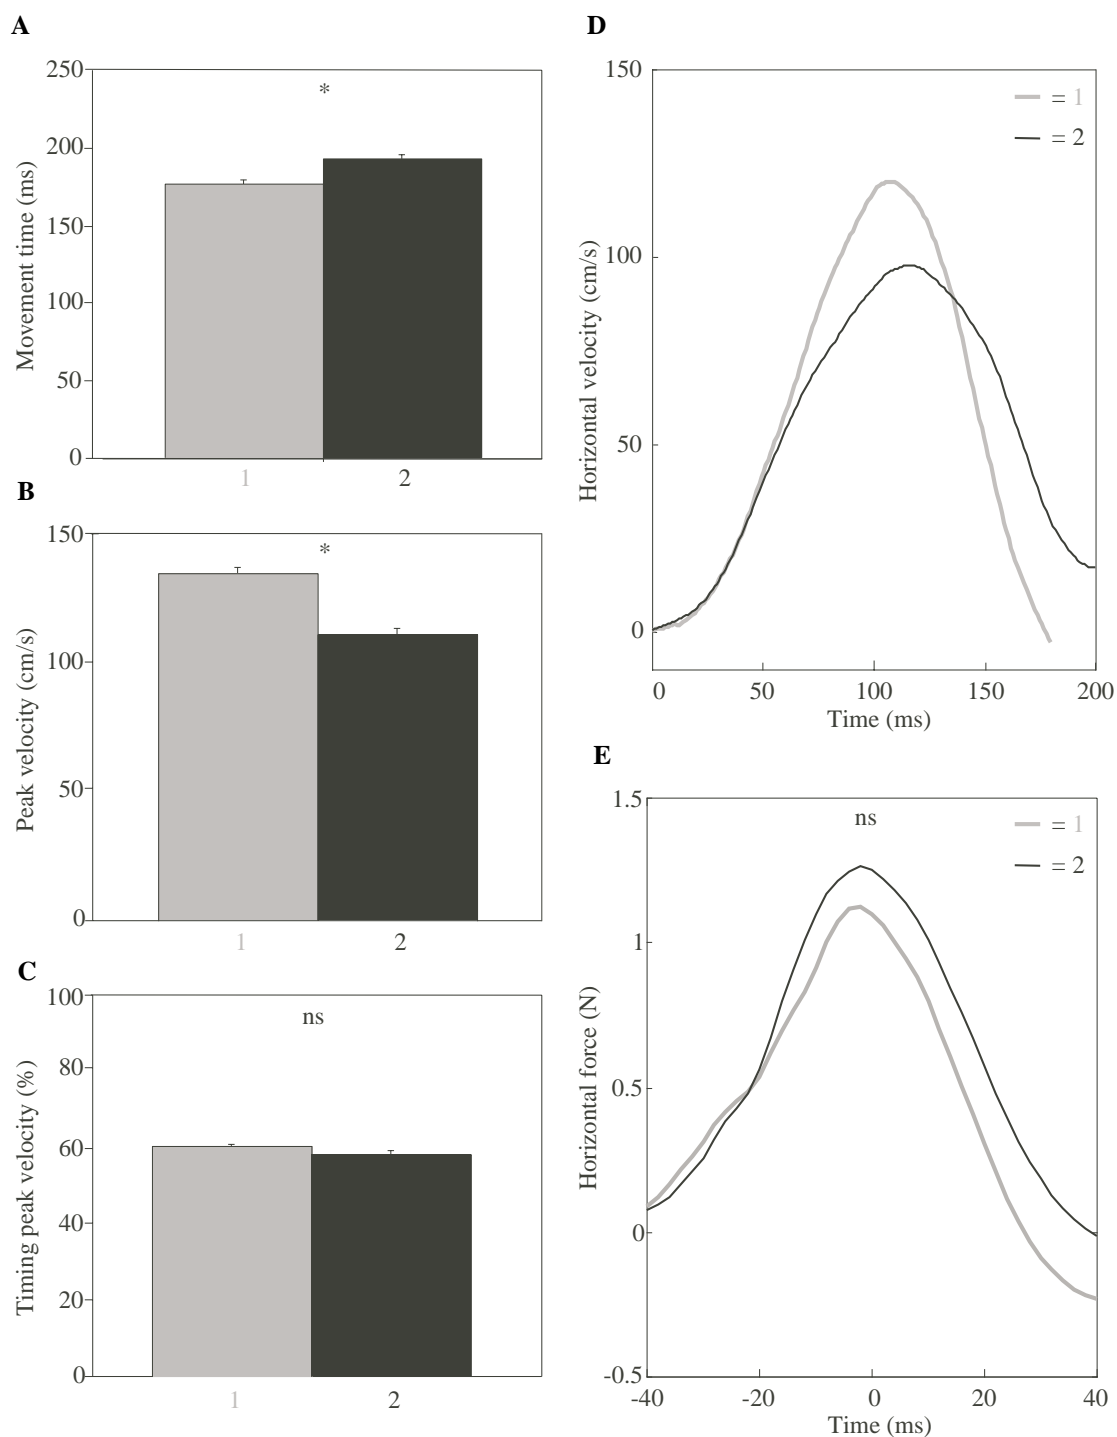 A
250
200
150
100
50
0
Movement time (ms)
*
1 2
B
150
100
50
0
Peak velocity (cm/s)
*
1 2
C
100
80
60
40
20
0
Timing peak velocity (%)
ns
1 2
D
150
100
50
0
Horizontal velocity (cm/s)
= 1
= 2
0 50 100 150 200
Time (ms)
E
1.5
1
0.5
0
-0.5
Horizontal force (N)
ns
= 1
= 2
-40 -20 0 20 40
Time (ms)